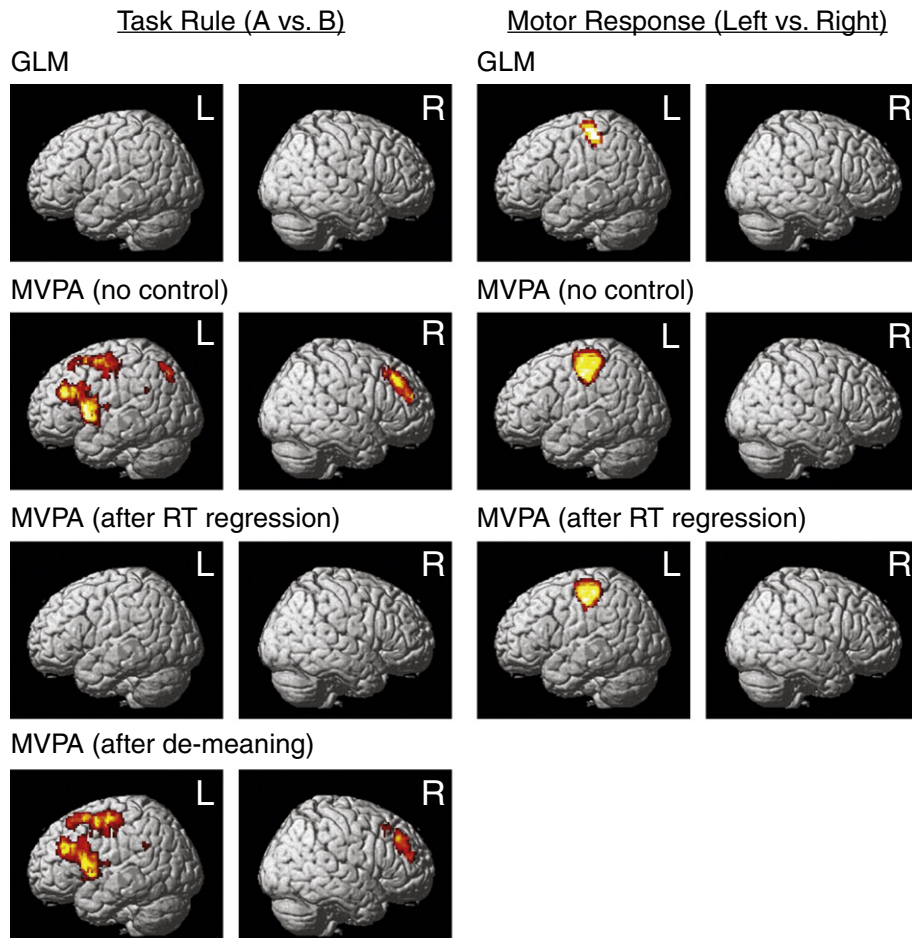 Task Rule (A vs. B)
Motor Response (Left vs. Right)
GLM
GLM
L
R
L
R
MVPA (no control)
MVPA (no control)
L
R
L
R
MVPA (after RT regression)
MVPA (after RT regression)
L
R
L
R
MVPA (after de-meaning)
L
R